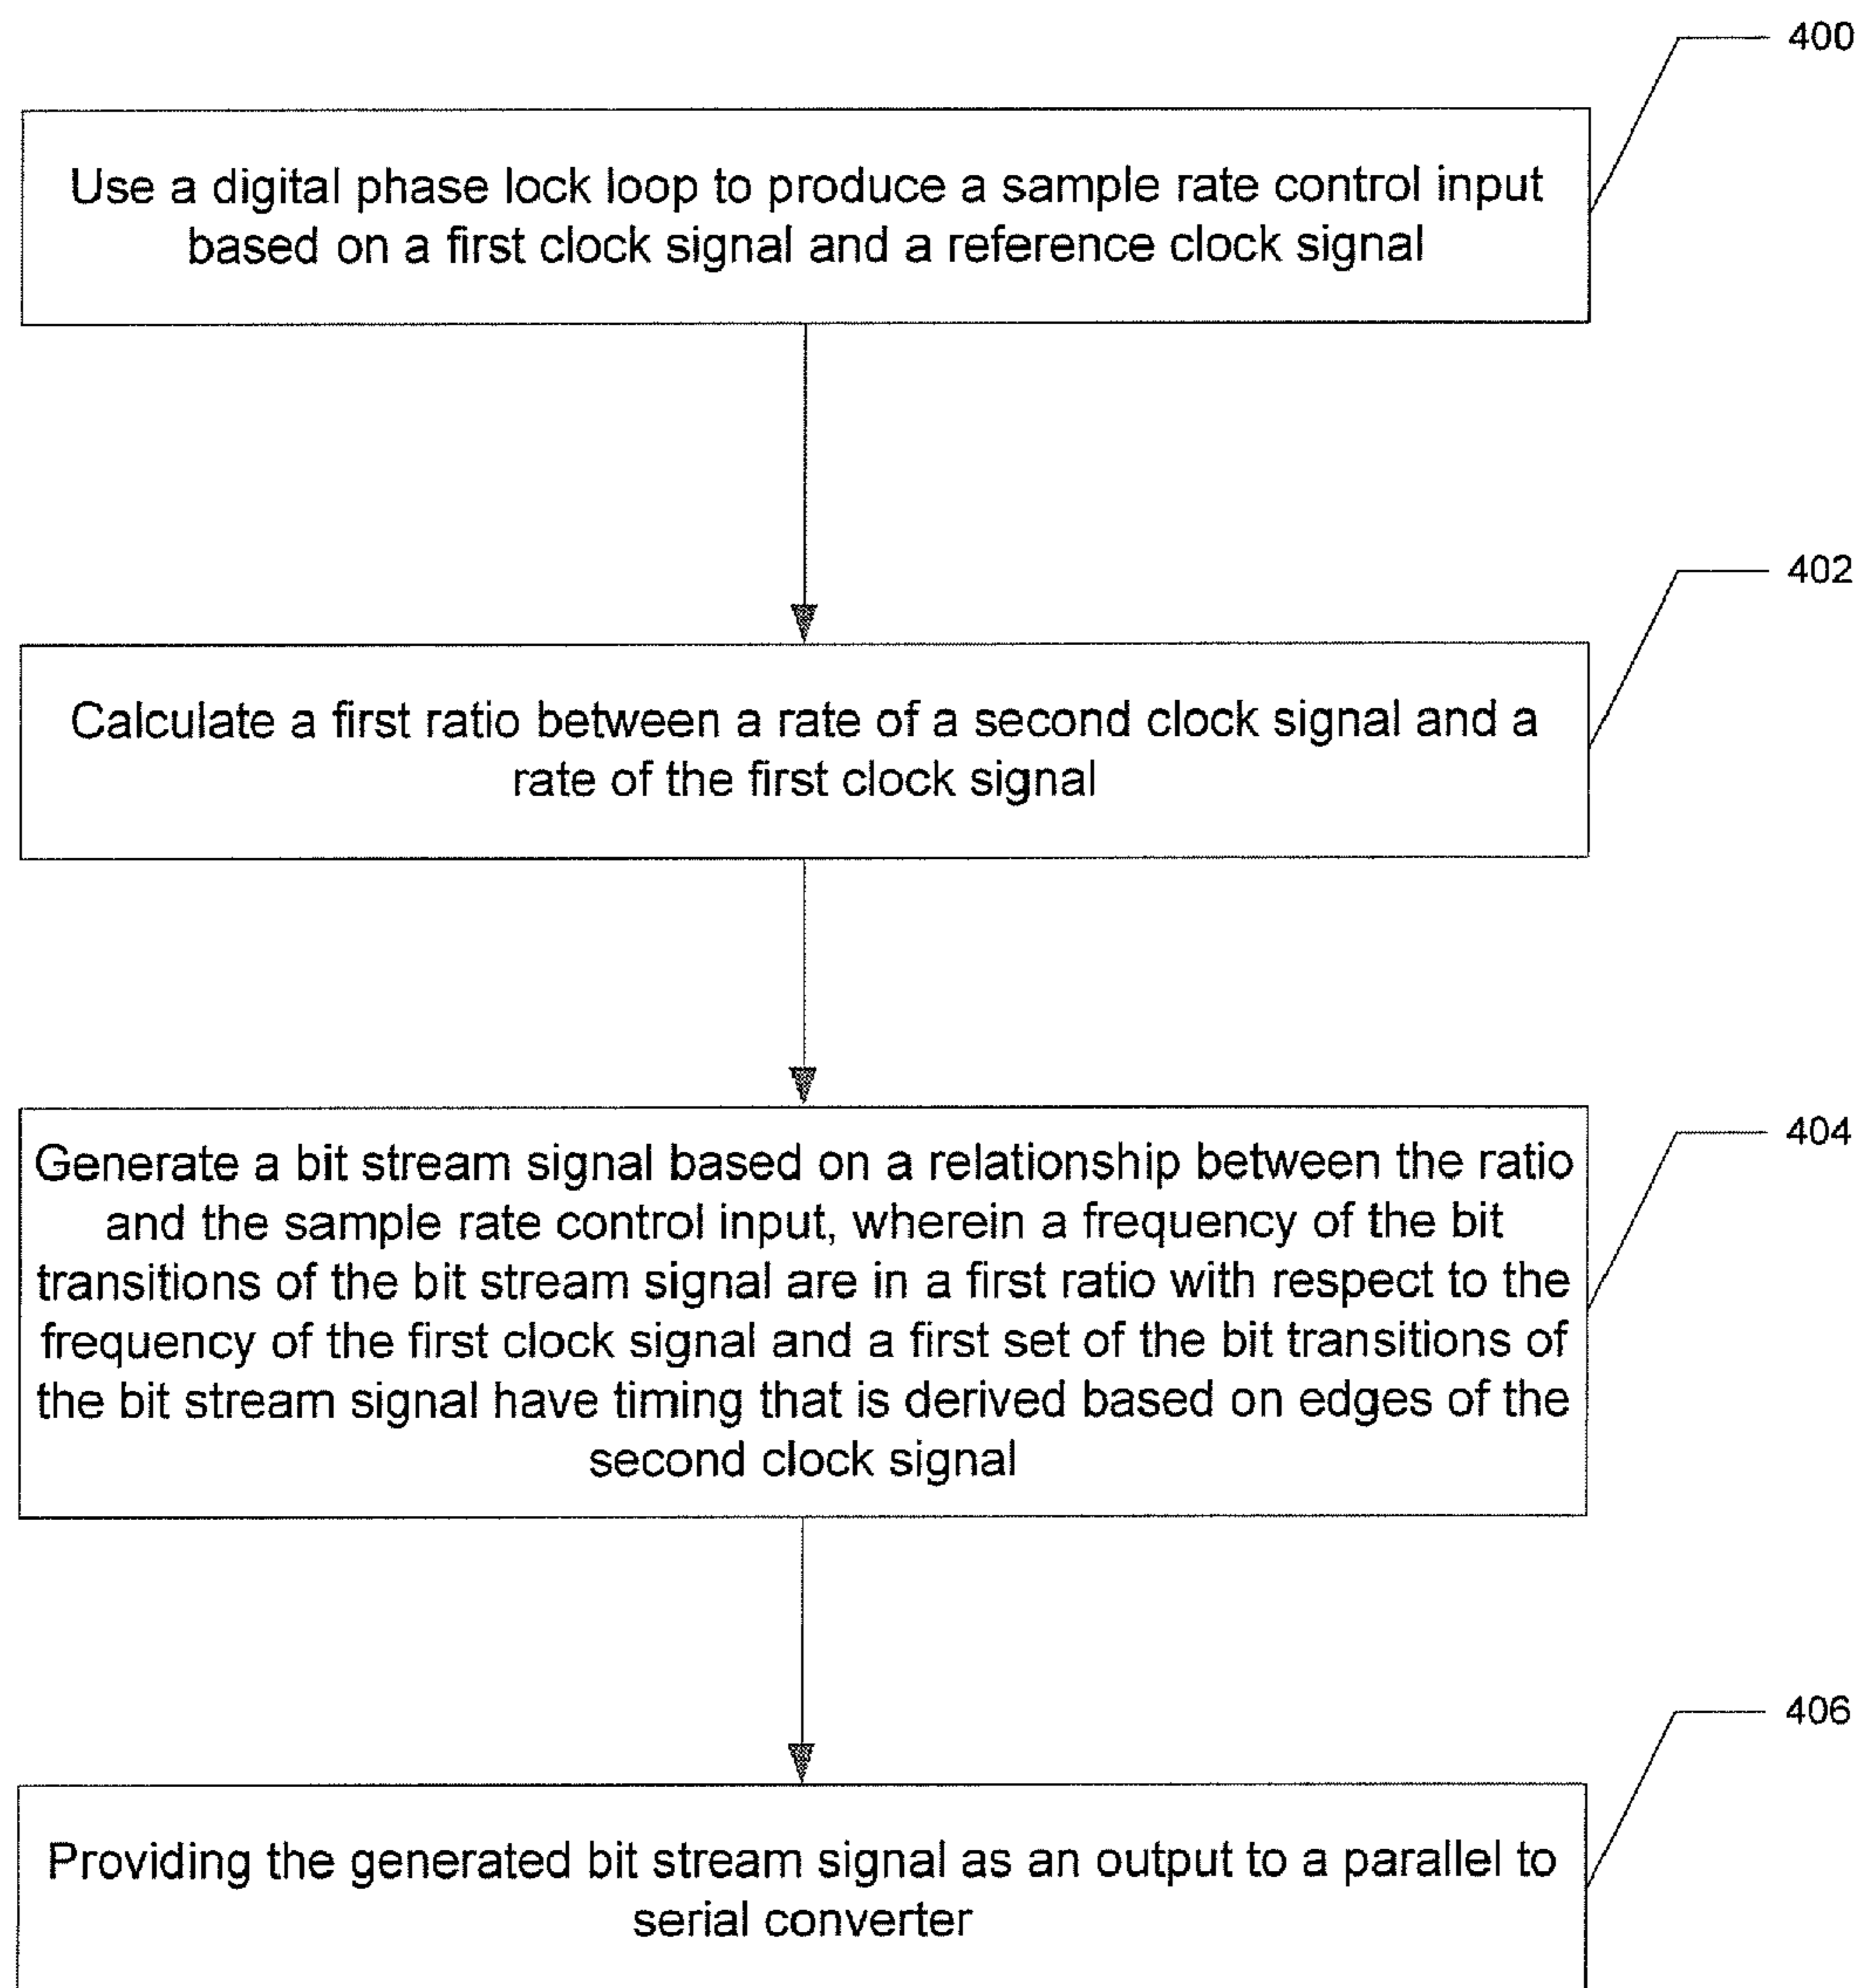 400
Use a digital phase lock loop to produce a sample rate control input
based on a first clock signal and a reference clock signal
402
Calculate a first ratio between a rate of a second clock signal and a
rate of the first clock signal
404
Generate a bit stream signal based on a relationship between the ratio
and the sample rate control input, wherein a frequency of the bit
transitions of the bit stream signal are in a first ratio with respect to the
frequency of the first clock signal and a first set of the bit transitions of
the bit stream signal have timing that is derived based on edges of the
second clock signal
406
Providing the generated bit stream signal as an output to a parallel to
serial converter